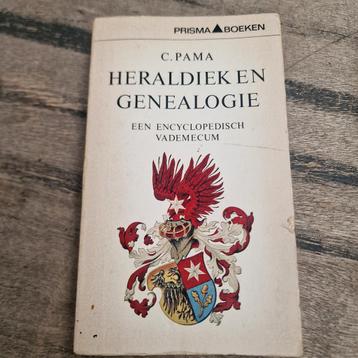 PRISMA▲BOEKEN
C. PAMA
HERALDIEK EN
GENEALOGIE
EEN ENCYCLOPEDISCH
VADEMECUM